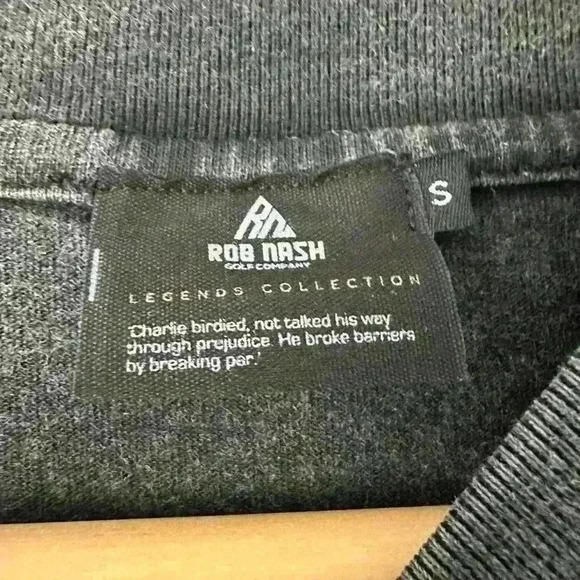 S
RN
ROB NASH
GOLF COMPANY
LEGENDS COLLECTION
'Charlie birdied, not talked his way
through prejudice. He broke barriers
by breaking par.'